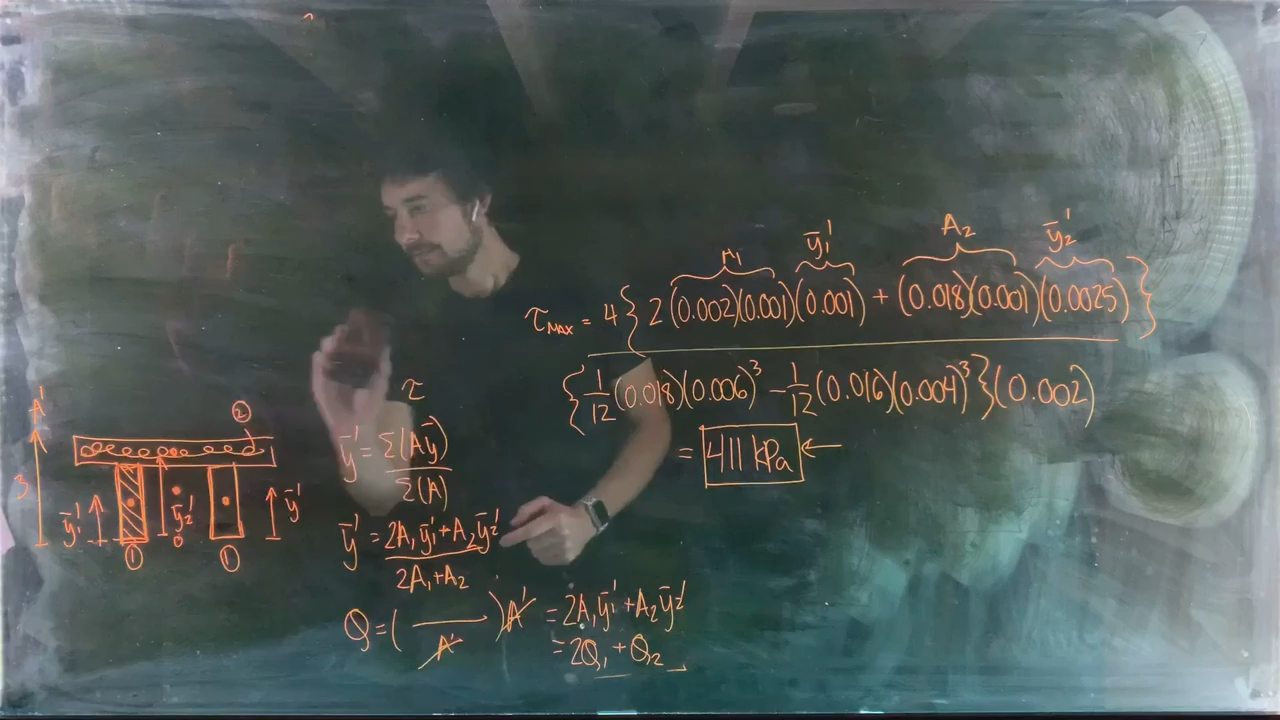 A'
3
ȳ₁'
ȳ₂'
ȳ'
①
①
②
τ
ȳ' = Σ(Aȳ) / Σ(A)
ȳ' = 2A₁ȳ₁' + A₂ȳ₂' / 2A₁ + A₂
Q = ( ——— / A' ) A' = 2A₁ȳ₁' + A₂ȳ₂'
= 2Q₁ + Q₂
ȳ₁' A₂ ȳ₂'
τMAX = 4{2(0.002)(0.001)(0.001) + (0.018)(0.001)(0.0025)}
{1/12(0.018)(0.006)³ - 1/12(0.016)(0.004)³}(0.002)
= 411 kPa ←